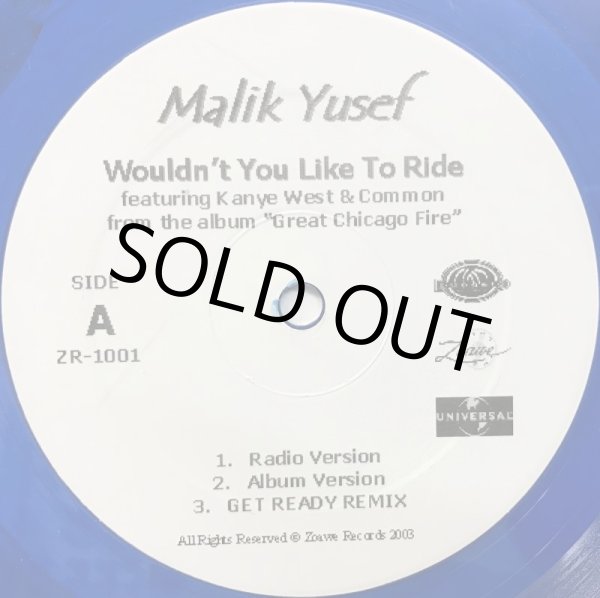 Malik Yusef
Wouldn't You Like To Ride
featuring Kanye West & Common
from the album "Great Chicago Fire"
SOLD OUT
SIDE
A
ZR-1001
Zoawe
UNIVERSAL
1. Radio Version
2. Album Version
3. GET READY REMIX
All Rights Reserved © Zoawe Records 2003